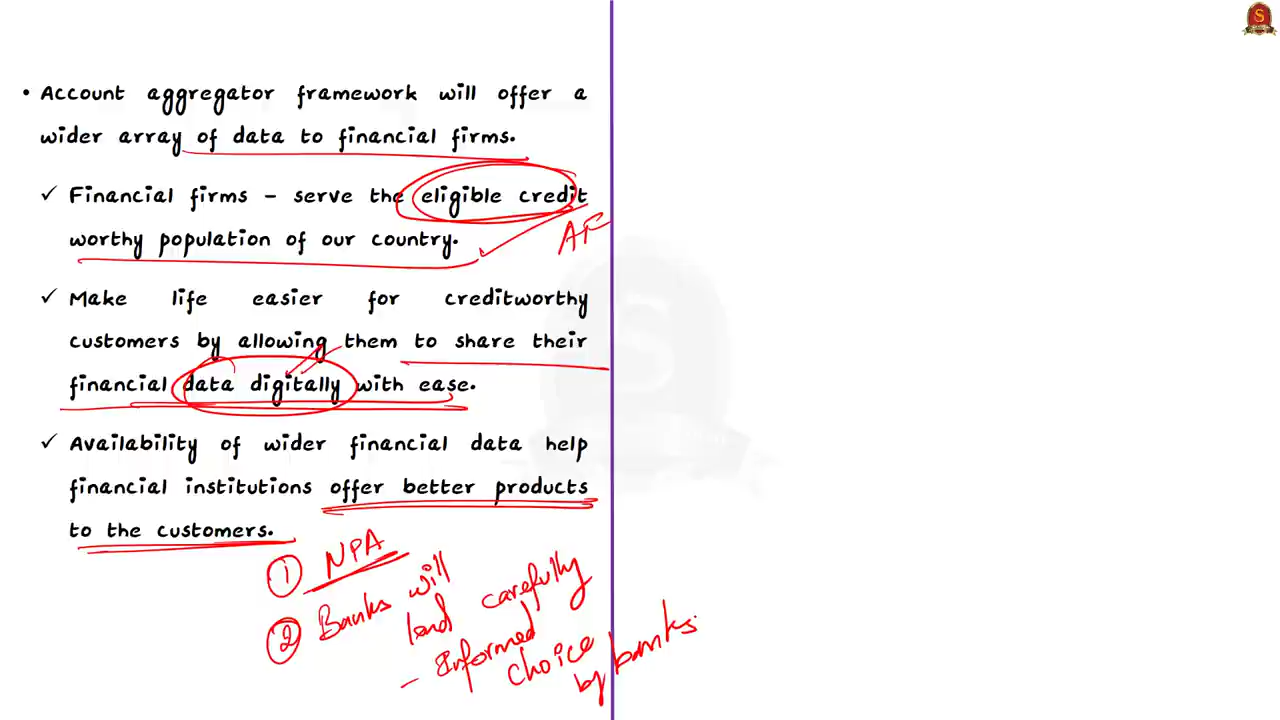 • Account aggregator framework will offer a
wider array of data to financial firms.
✓ Financial firms – serve the eligible credit
worthy population of our country.
AF
✓ Make life easier for creditworthy
customers by allowing them to share their
financial data digitally with ease.
✓ Availability of wider financial data help
financial institutions offer better products
to the customers.
① NPA
② Banks will
lend carefully
- Informed
choice
by banks.